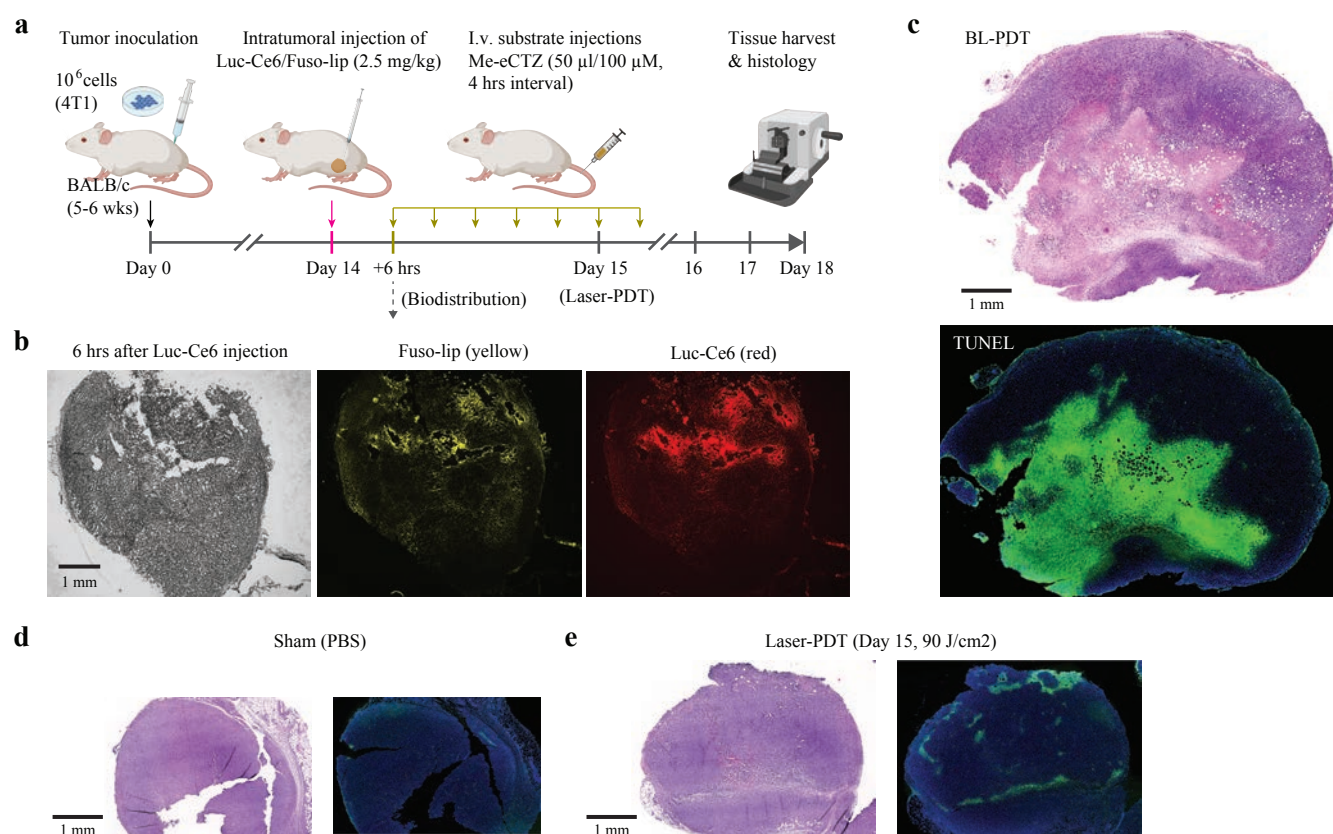 a
Tumor inoculation
10⁶cells
(4T1)
BALB/c
(5-6 wks)
Intratumoral injection of
Luc-Ce6/Fuso-lip (2.5 mg/kg)
I.v. substrate injections
Me-eCTZ (50 µl/100 µM,
4 hrs interval)
Tissue harvest
& histology
Day 0
Day 14
+6 hrs
Day 15
16
17
Day 18
(Biodistribution)
(Laser-PDT)
b
6 hrs after Luc-Ce6 injection
Fuso-lip (yellow)
Luc-Ce6 (red)
1 mm
c
BL-PDT
1 mm
TUNEL
d
Sham (PBS)
1 mm
e
Laser-PDT (Day 15, 90 J/cm2)
1 mm